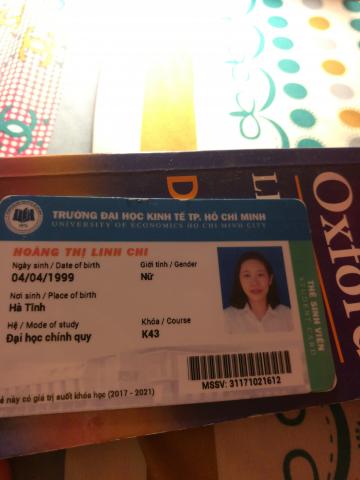 Oxford
TRƯỜNG ĐẠI HỌC KINH TẾ TP. HỒ CHÍ MINH
UNIVERSITY OF ECONOMICS HO CHI MINH CITY
HOÀNG THỊ LINH CHI
Ngày sinh / Date of birth
Giới tính / Gender
04/04/1999
Nữ
Nơi sinh / Place of birth
Hà Tĩnh
Hệ / Mode of study
Khóa / Course
Đại học chính quy
K43
THẺ SINH VIÊN
STUDENT CARD
MSSV: 31171021612
này có giá trị suốt khóa học (2017 - 2021)